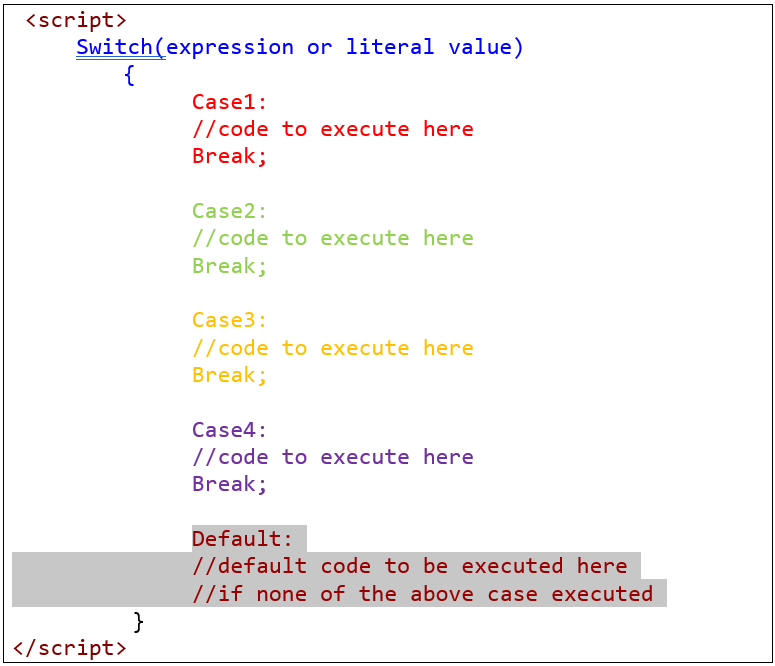 <script>
Switch(expression or literal value)
{
Case1:
//code to execute here
Break;
Case2:
//code to execute here
Break;
Case3:
//code to execute here
Break;
Case4:
//code to execute here
Break;
Default:
//default code to be executed here
//if none of the above case executed
}
</script>